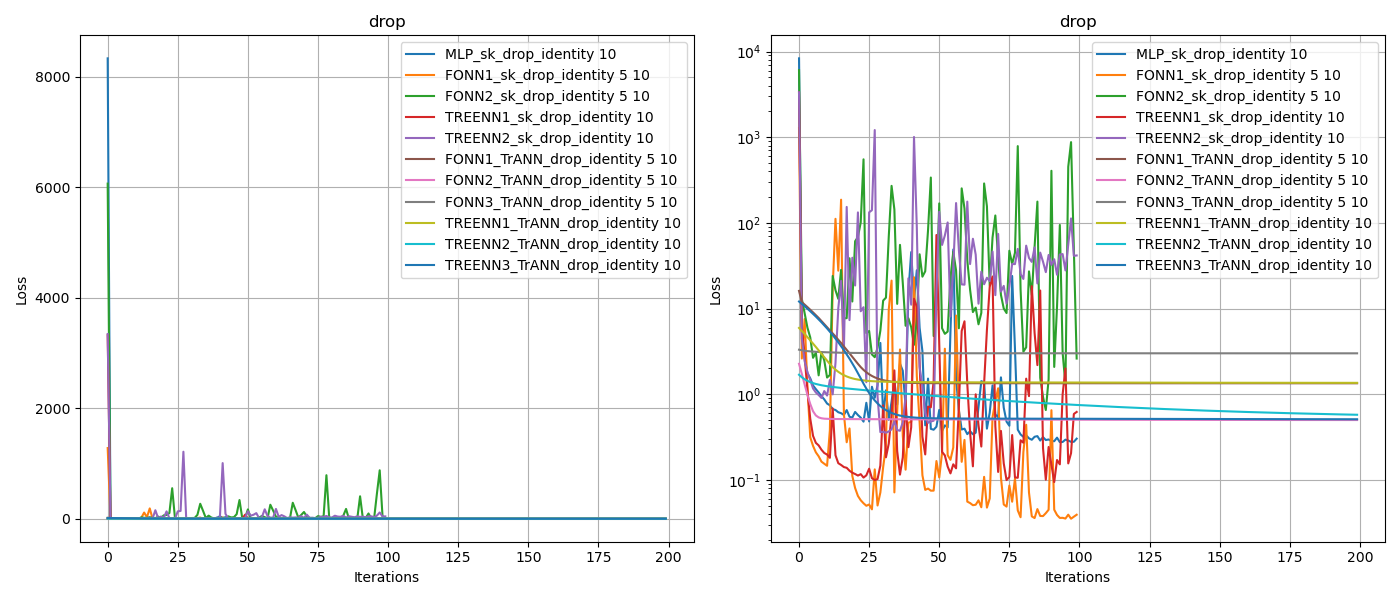 drop
Loss
8000
6000
4000
2000
0
0
25
50
75
100
125
150
175
200
Iterations
MLP_sk_drop_identity 10
FONN1_sk_drop_identity 5 10
FONN2_sk_drop_identity 5 10
TREENN1_sk_drop_identity 10
TREENN2_sk_drop_identity 10
FONN1_TrANN_drop_identity 5 10
FONN2_TrANN_drop_identity 5 10
FONN3_TrANN_drop_identity 5 10
TREENN1_TrANN_drop_identity 10
TREENN2_TrANN_drop_identity 10
TREENN3_TrANN_drop_identity 10
drop
Loss
10⁴
10³
10²
10¹
10⁰
10⁻¹
0
25
50
75
100
125
150
175
200
Iterations
MLP_sk_drop_identity 10
FONN1_sk_drop_identity 5 10
FONN2_sk_drop_identity 5 10
TREENN1_sk_drop_identity 10
TREENN2_sk_drop_identity 10
FONN1_TrANN_drop_identity 5 10
FONN2_TrANN_drop_identity 5 10
FONN3_TrANN_drop_identity 5 10
TREENN1_TrANN_drop_identity 10
TREENN2_TrANN_drop_identity 10
TREENN3_TrANN_drop_identity 10